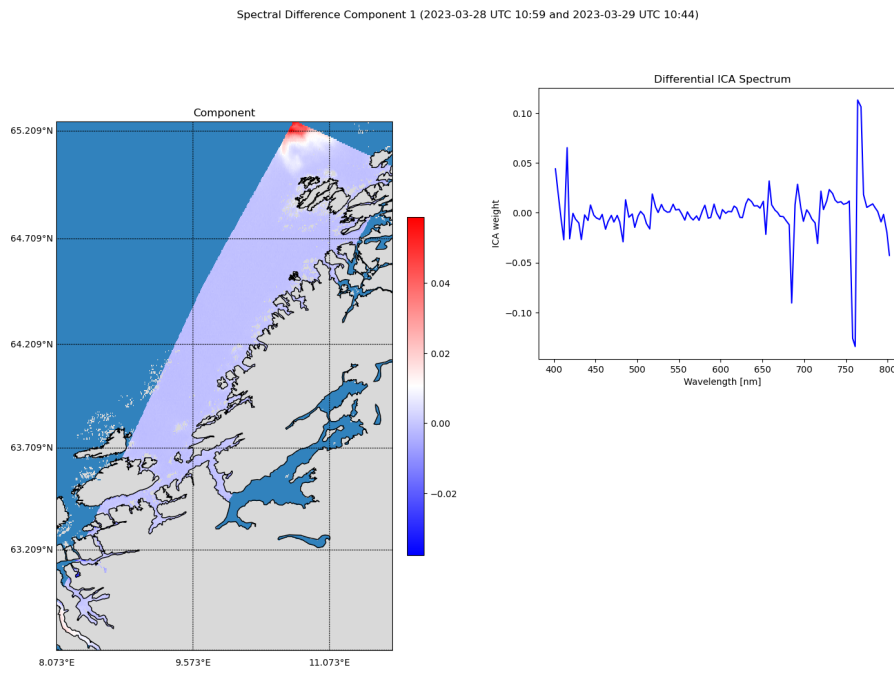 Spectral Difference Component 1 (2023-03-28 UTC 10:59 and 2023-03-29 UTC 10:44)
Component
65.209°N
64.709°N
64.209°N
63.709°N
63.209°N
8.073°E
9.573°E
11.073°E
0.04
0.02
0.00
−0.02
Differential ICA Spectrum
ICA weight
0.10
0.05
0.00
−0.05
−0.10
400
450
500
550
600
650
700
750
800
Wavelength [nm]